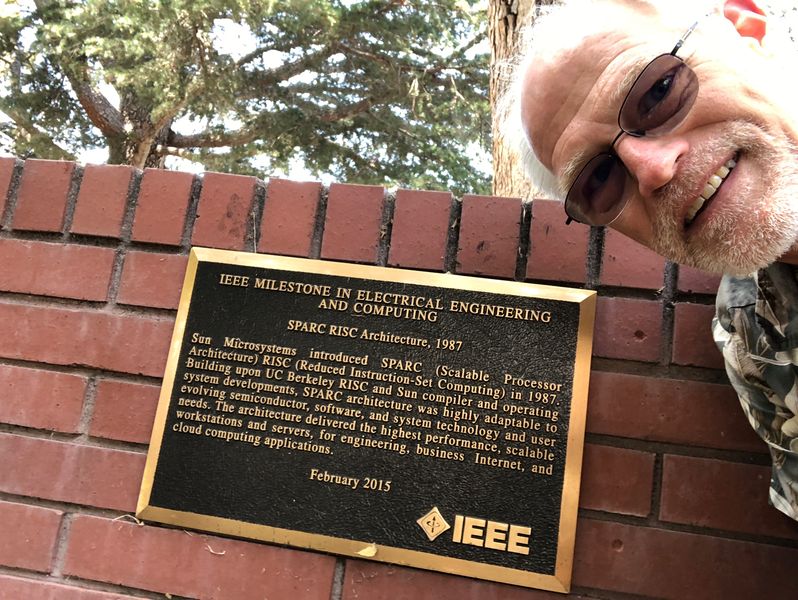 IEEE MILESTONE IN ELECTRICAL ENGINEERING
AND COMPUTING
SPARC RISC Architecture, 1987
Sun Microsystems introduced SPARC (Scalable Processor
Architecture) RISC (Reduced Instruction-Set Computing) in 1987.
Building upon UC Berkeley RISC and Sun compiler and operating
system developments, SPARC architecture was highly adaptable to
evolving semiconductor, software, and system technology and user
needs. The architecture delivered the highest performance, scalable
workstations and servers, for engineering, business Internet, and
cloud computing applications.
February 2015
IEEE